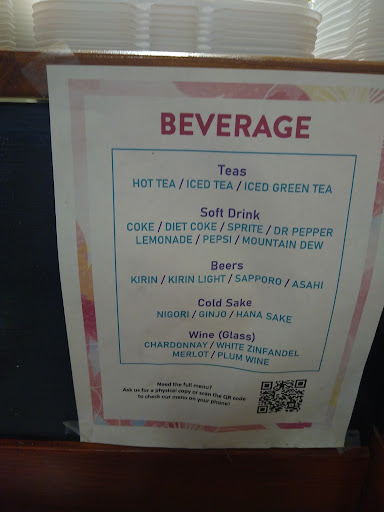 BEVERAGE
Teas
HOT TEA / ICED TEA / ICED GREEN TEA
Soft Drink
COKE / DIET COKE / SPRITE / DR PEPPER
LEMONADE / PEPSI / MOUNTAIN DEW
Beers
KIRIN / KIRIN LIGHT / SAPPORO / ASAHI
Cold Sake
NIGORI / GINJO / HANA SAKE
Wine (Glass)
CHARDONNAY / WHITE ZINFANDEL
MERLOT / PLUM WINE
Need the full menu?
Ask us for a physical copy or scan the QR code
to check our menu on your phone!